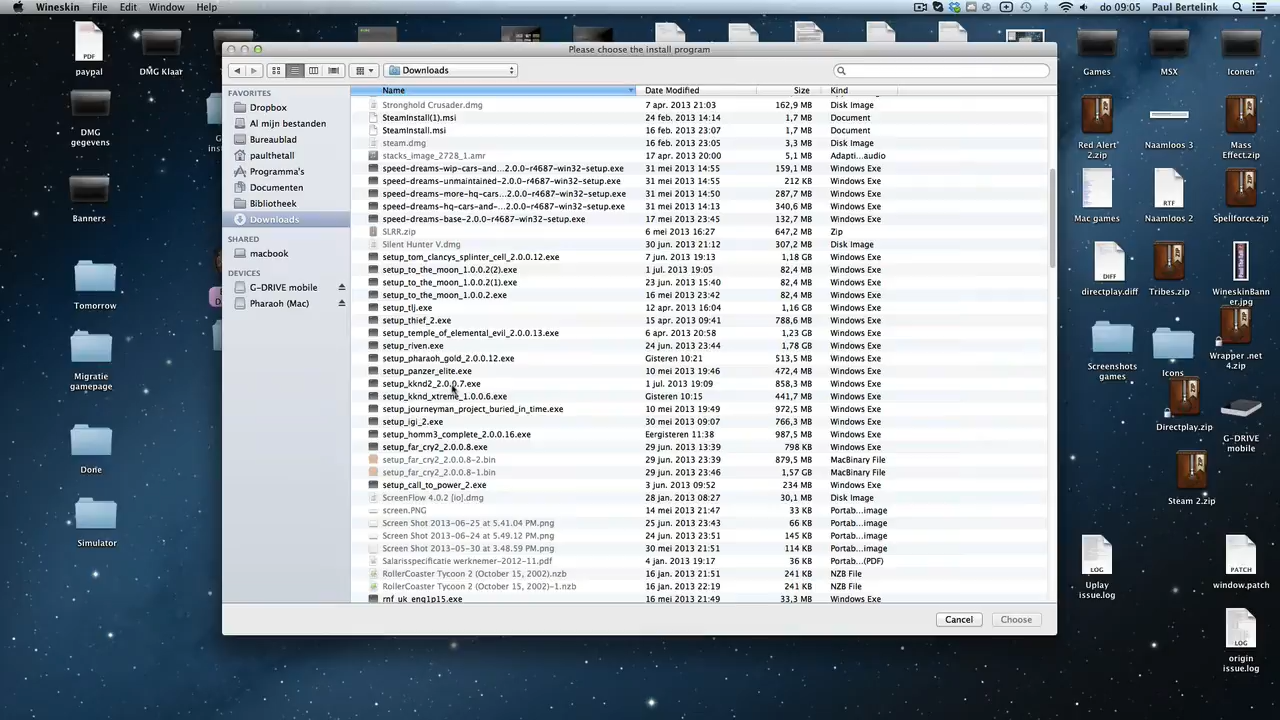 Wineskin File Edit Window Help
do 09:05 Paul Bertelink
Please choose the install program
Downloads
FAVORITES
Dropbox
Al mijn bestanden
Bureaublad
paulthetall
Programma's
Documenten
Bibliotheek
Downloads
SHARED
macbook
DEVICES
G-DRIVE mobile
Pharaoh (Mac)
Name Date Modified Size Kind
Stronghold Crusader.dmg 7 apr. 2013 21:03 162,9 MB Disk Image
SteamInstall(1).msi 24 feb. 2013 14:14 1,7 MB Document
SteamInstall.msi 16 feb. 2013 23:07 1,7 MB Document
steam.dmg 16 feb. 2013 23:05 3,3 MB Disk Image
stacks_image_2728_1.amr 17 apr. 2013 20:00 5,1 MB Adapti...audio
speed-dreams-wip-cars-and...2.0.0-r4687-win32-setup.exe 31 mei 2013 14:55 159,1 MB Windows Exe
speed-dreams-unmaintained-2.0.0-r4687-win32-setup.exe 31 mei 2013 14:55 212 KB Windows Exe
speed-dreams-more-hq-cars...2.0.0-r4687-win32-setup.exe 31 mei 2013 14:50 287,7 MB Windows Exe
speed-dreams-hq-cars-and-...2.0.0-r4687-win32-setup.exe 31 mei 2013 14:13 340,6 MB Windows Exe
speed-dreams-base-2.0.0-r4687-win32-setup.exe 17 mei 2013 23:45 132,7 MB Windows Exe
SLRR.zip 6 mei 2013 16:27 647,2 MB Zip
Silent Hunter V.dmg 30 jun. 2013 21:12 307,2 MB Disk Image
setup_tom_clancys_splinter_cell_2.0.0.12.exe 7 jun. 2013 19:13 1,18 GB Windows Exe
setup_to_the_moon_1.0.0.2(2).exe 1 jul. 2013 19:05 82,4 MB Windows Exe
setup_to_the_moon_1.0.0.2(1).exe 23 jun. 2013 15:40 82,4 MB Windows Exe
setup_to_the_moon_1.0.0.2.exe 16 mei 2013 23:42 82,4 MB Windows Exe
setup_tlj.exe 12 apr. 2013 16:04 1,16 GB Windows Exe
setup_thief_2.exe 15 apr. 2013 09:41 788,6 MB Windows Exe
setup_temple_of_elemental_evil_2.0.0.13.exe 6 apr. 2013 20:58 1,23 GB Windows Exe
setup_riven.exe 24 jun. 2013 23:44 1,78 GB Windows Exe
setup_pharaoh_gold_2.0.0.12.exe Gisteren 10:21 513,5 MB Windows Exe
setup_panzer_elite.exe 10 mei 2013 19:46 472,4 MB Windows Exe
setup_kknd2_2.0.0.7.exe 1 jul. 2013 19:09 858,3 MB Windows Exe
setup_kknd_xtreme_1.0.0.6.exe Gisteren 10:15 441,7 MB Windows Exe
setup_journeyman_project_buried_in_time.exe 10 mei 2013 19:49 972,5 MB Windows Exe
setup_igi_2.exe 30 mei 2013 09:07 766,3 MB Windows Exe
setup_homm3_complete_2.0.0.16.exe Eergisteren 11:38 987,5 MB Windows Exe
setup_far_cry2_2.0.0.8.exe 29 jun. 2013 13:39 798 KB Windows Exe
setup_far_cry2_2.0.0.8-2.bin 29 jun. 2013 23:39 879,5 MB MacBinary File
setup_far_cry2_2.0.0.8-1.bin 29 jun. 2013 23:46 1,57 GB MacBinary File
setup_call_to_power_2.exe 3 jun. 2013 09:52 234 MB Windows Exe
ScreenFlow 4.0.2 [io].dmg 28 jan. 2013 08:27 30,1 MB Disk Image
screen.PNG 14 mei 2013 21:47 33 KB Portab...image
Screen Shot 2013-06-25 at 5.41.04 PM.png 25 jun. 2013 23:43 66 KB Portab...image
Screen Shot 2013-06-24 at 5.49.12 PM.png 24 jun. 2013 23:51 145 KB Portab...image
Screen Shot 2013-05-30 at 3.48.59 PM.png 30 mei 2013 21:51 114 KB Portab...image
Salarisspecificatie werknemer-2012-11.pdf 4 jan. 2013 19:17 36 KB Portab...(PDF)
RollerCoaster Tycoon 2 (October 15, 2002).nzb 16 jan. 2013 22:51 241 KB NZB File
RollerCoaster Tycoon 2 (October 15, 2002)-1.nzb 16 jan. 2013 22:19 241 KB NZB File
rnf_uk_eng1p15.exe 16 mei 2013 21:49 33,3 MB Windows Exe
Cancel Choose
PDF
paypal
DMG Klaar
DMG
gegevens
Banners
Tomorrow
Migratie
gamepage
Done
Simulator
Games
MSX
Iconen
Red Alert
2.zip
Naamloos 3
Mass
Effect.zip
RTF
Mac games
Naamloos 2
Spellforce.zip
DIFF
directplay.diff
Tribes.zip
WineskinBann
er.jpg
Screenshots
games
Icons
Wrapper .net
4.zip
Directplay.zip
G-DRIVE
mobile
Steam 2.zip
LOG
Uplay
issue.log
PATCH
window.patch
LOG
origin
issue.log